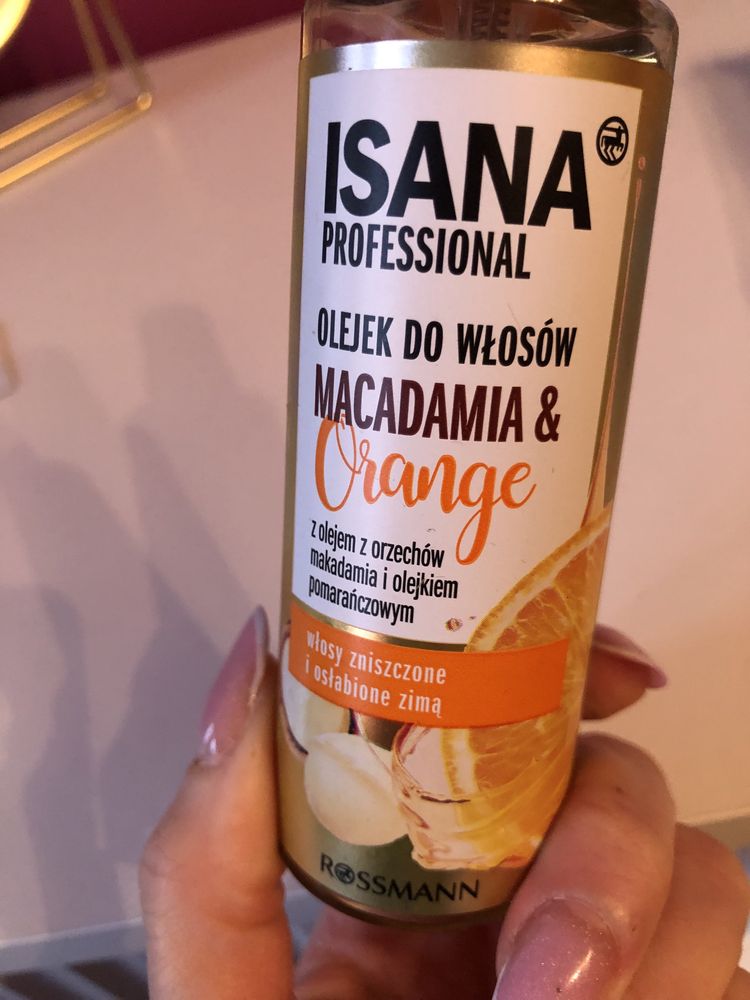 ISANA
PROFESSIONAL
OLEJEK DO WŁOSÓW
MACADAMIA &
Orange
z olejem z orzechów
makadamia i olejkiem
pomarańczowym
włosy zniszczone
i osłabione zimą
ROSSMANN